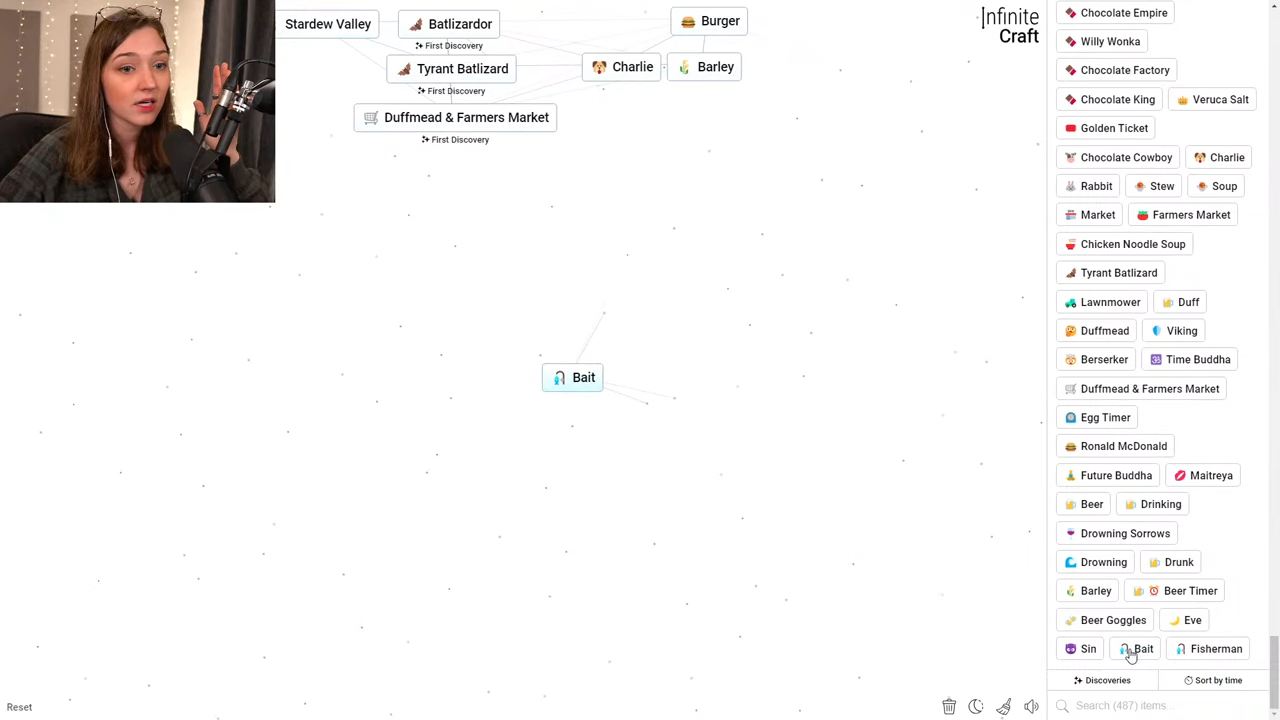 Stardew Valley
Batlizardor
First Discovery
Burger
Tyrant Batlizard
First Discovery
Charlie
Barley
Duffmead & Farmers Market
First Discovery
Infinite
Craft
Bait
Reset
Chocolate Empire
Willy Wonka
Chocolate Factory
Chocolate King
Veruca Salt
Golden Ticket
Chocolate Cowboy
Charlie
Rabbit
Stew
Soup
Market
Farmers Market
Chicken Noodle Soup
Tyrant Batlizard
Lawnmower
Duff
Duffmead
Viking
Berserker
Time Buddha
Duffmead & Farmers Market
Egg Timer
Ronald McDonald
Future Buddha
Maitreya
Beer
Drinking
Drowning Sorrows
Drowning
Drunk
Barley
Beer Timer
Beer Goggles
Eve
Sin
Bait
Fisherman
Discoveries
Sort by time
Search (487) items...